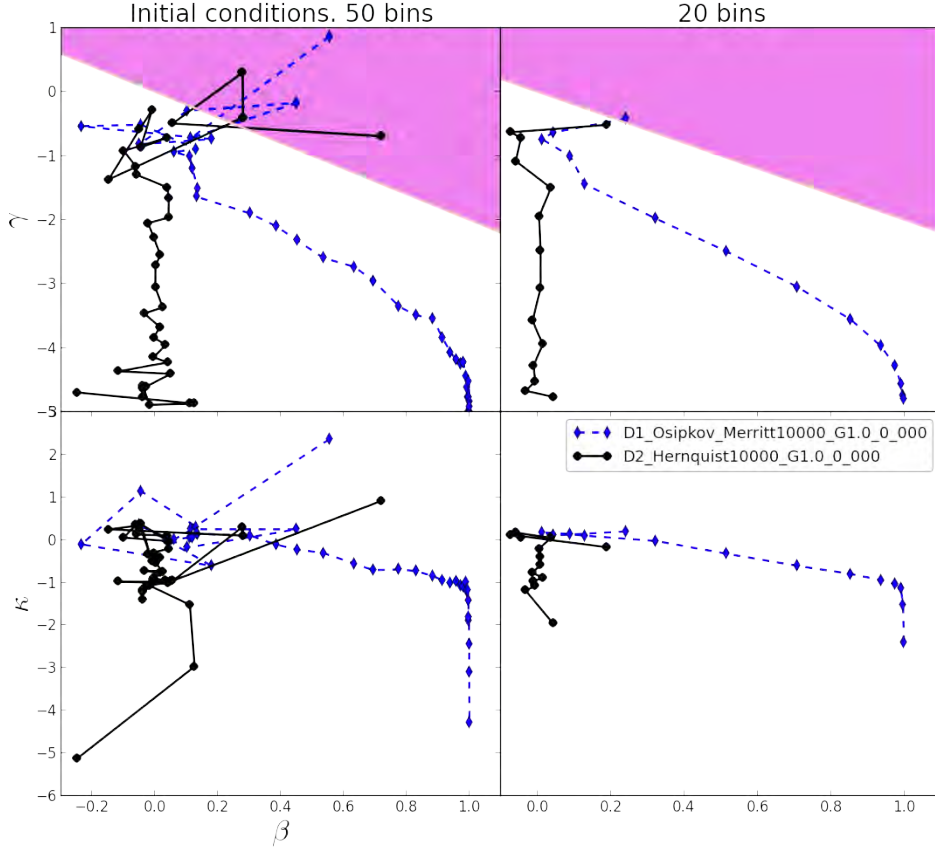 Initial conditions. 50 bins
20 bins
1
0
−1
−2
−3
−4
−5
γ
D1_Osipkov_Merritt10000_G1.0_0_000
D2_Hernquist10000_G1.0_0_000
3
2
1
0
−1
−2
−3
−4
−5
−6
κ
−0.2 0.0 0.2 0.4 0.6 0.8 1.0
0.0 0.2 0.4 0.6 0.8 1.0
β